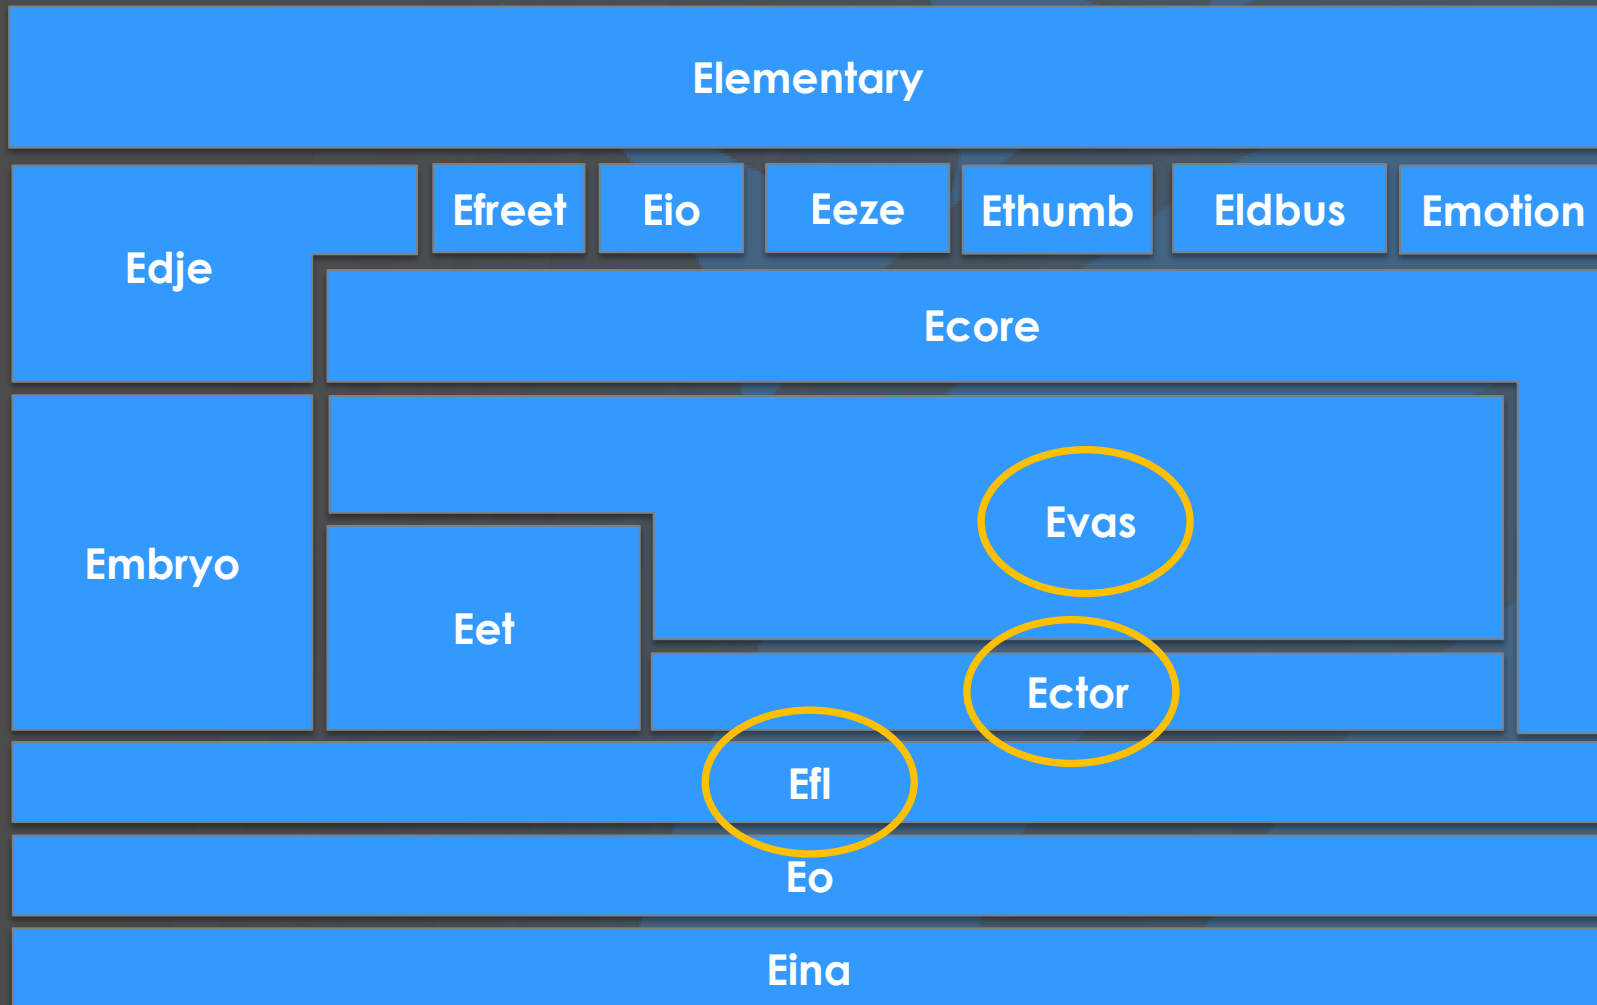 Elementary
Edje
Efreet
Eio
Eeze
Ethumb
Eldbus
Emotion
Ecore
Embryo
Evas
Eet
Ector
Efl
Eo
Eina